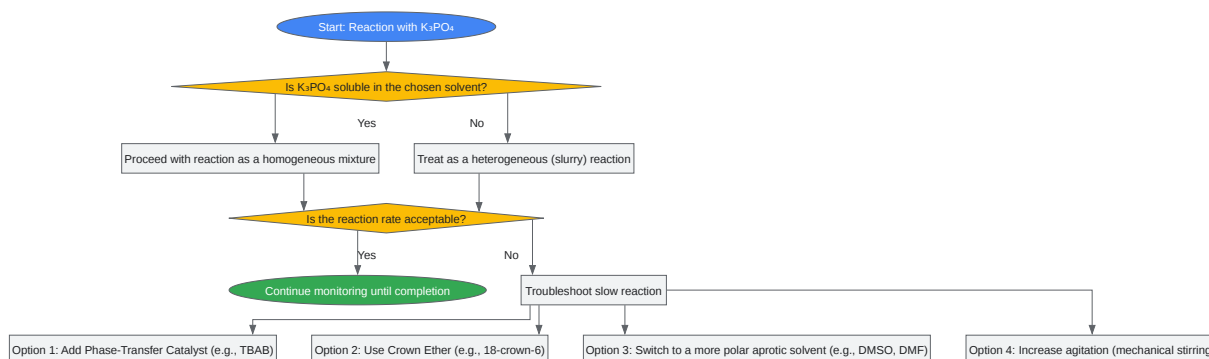 Start: Reaction with K₃PO₄
Is K₃PO₄ soluble in the chosen solvent?
Yes
No
Proceed with reaction as a homogeneous mixture
Treat as a heterogeneous (slurry) reaction
Is the reaction rate acceptable?
Yes
No
Continue monitoring until completion
Troubleshoot slow reaction
Option 1: Add Phase-Transfer Catalyst (e.g., TBAB)
Option 2: Use Crown Ether (e.g., 18-crown-6)
Option 3: Switch to a more polar aprotic solvent (e.g., DMSO, DMF)
Option 4: Increase agitation (mechanical stirring